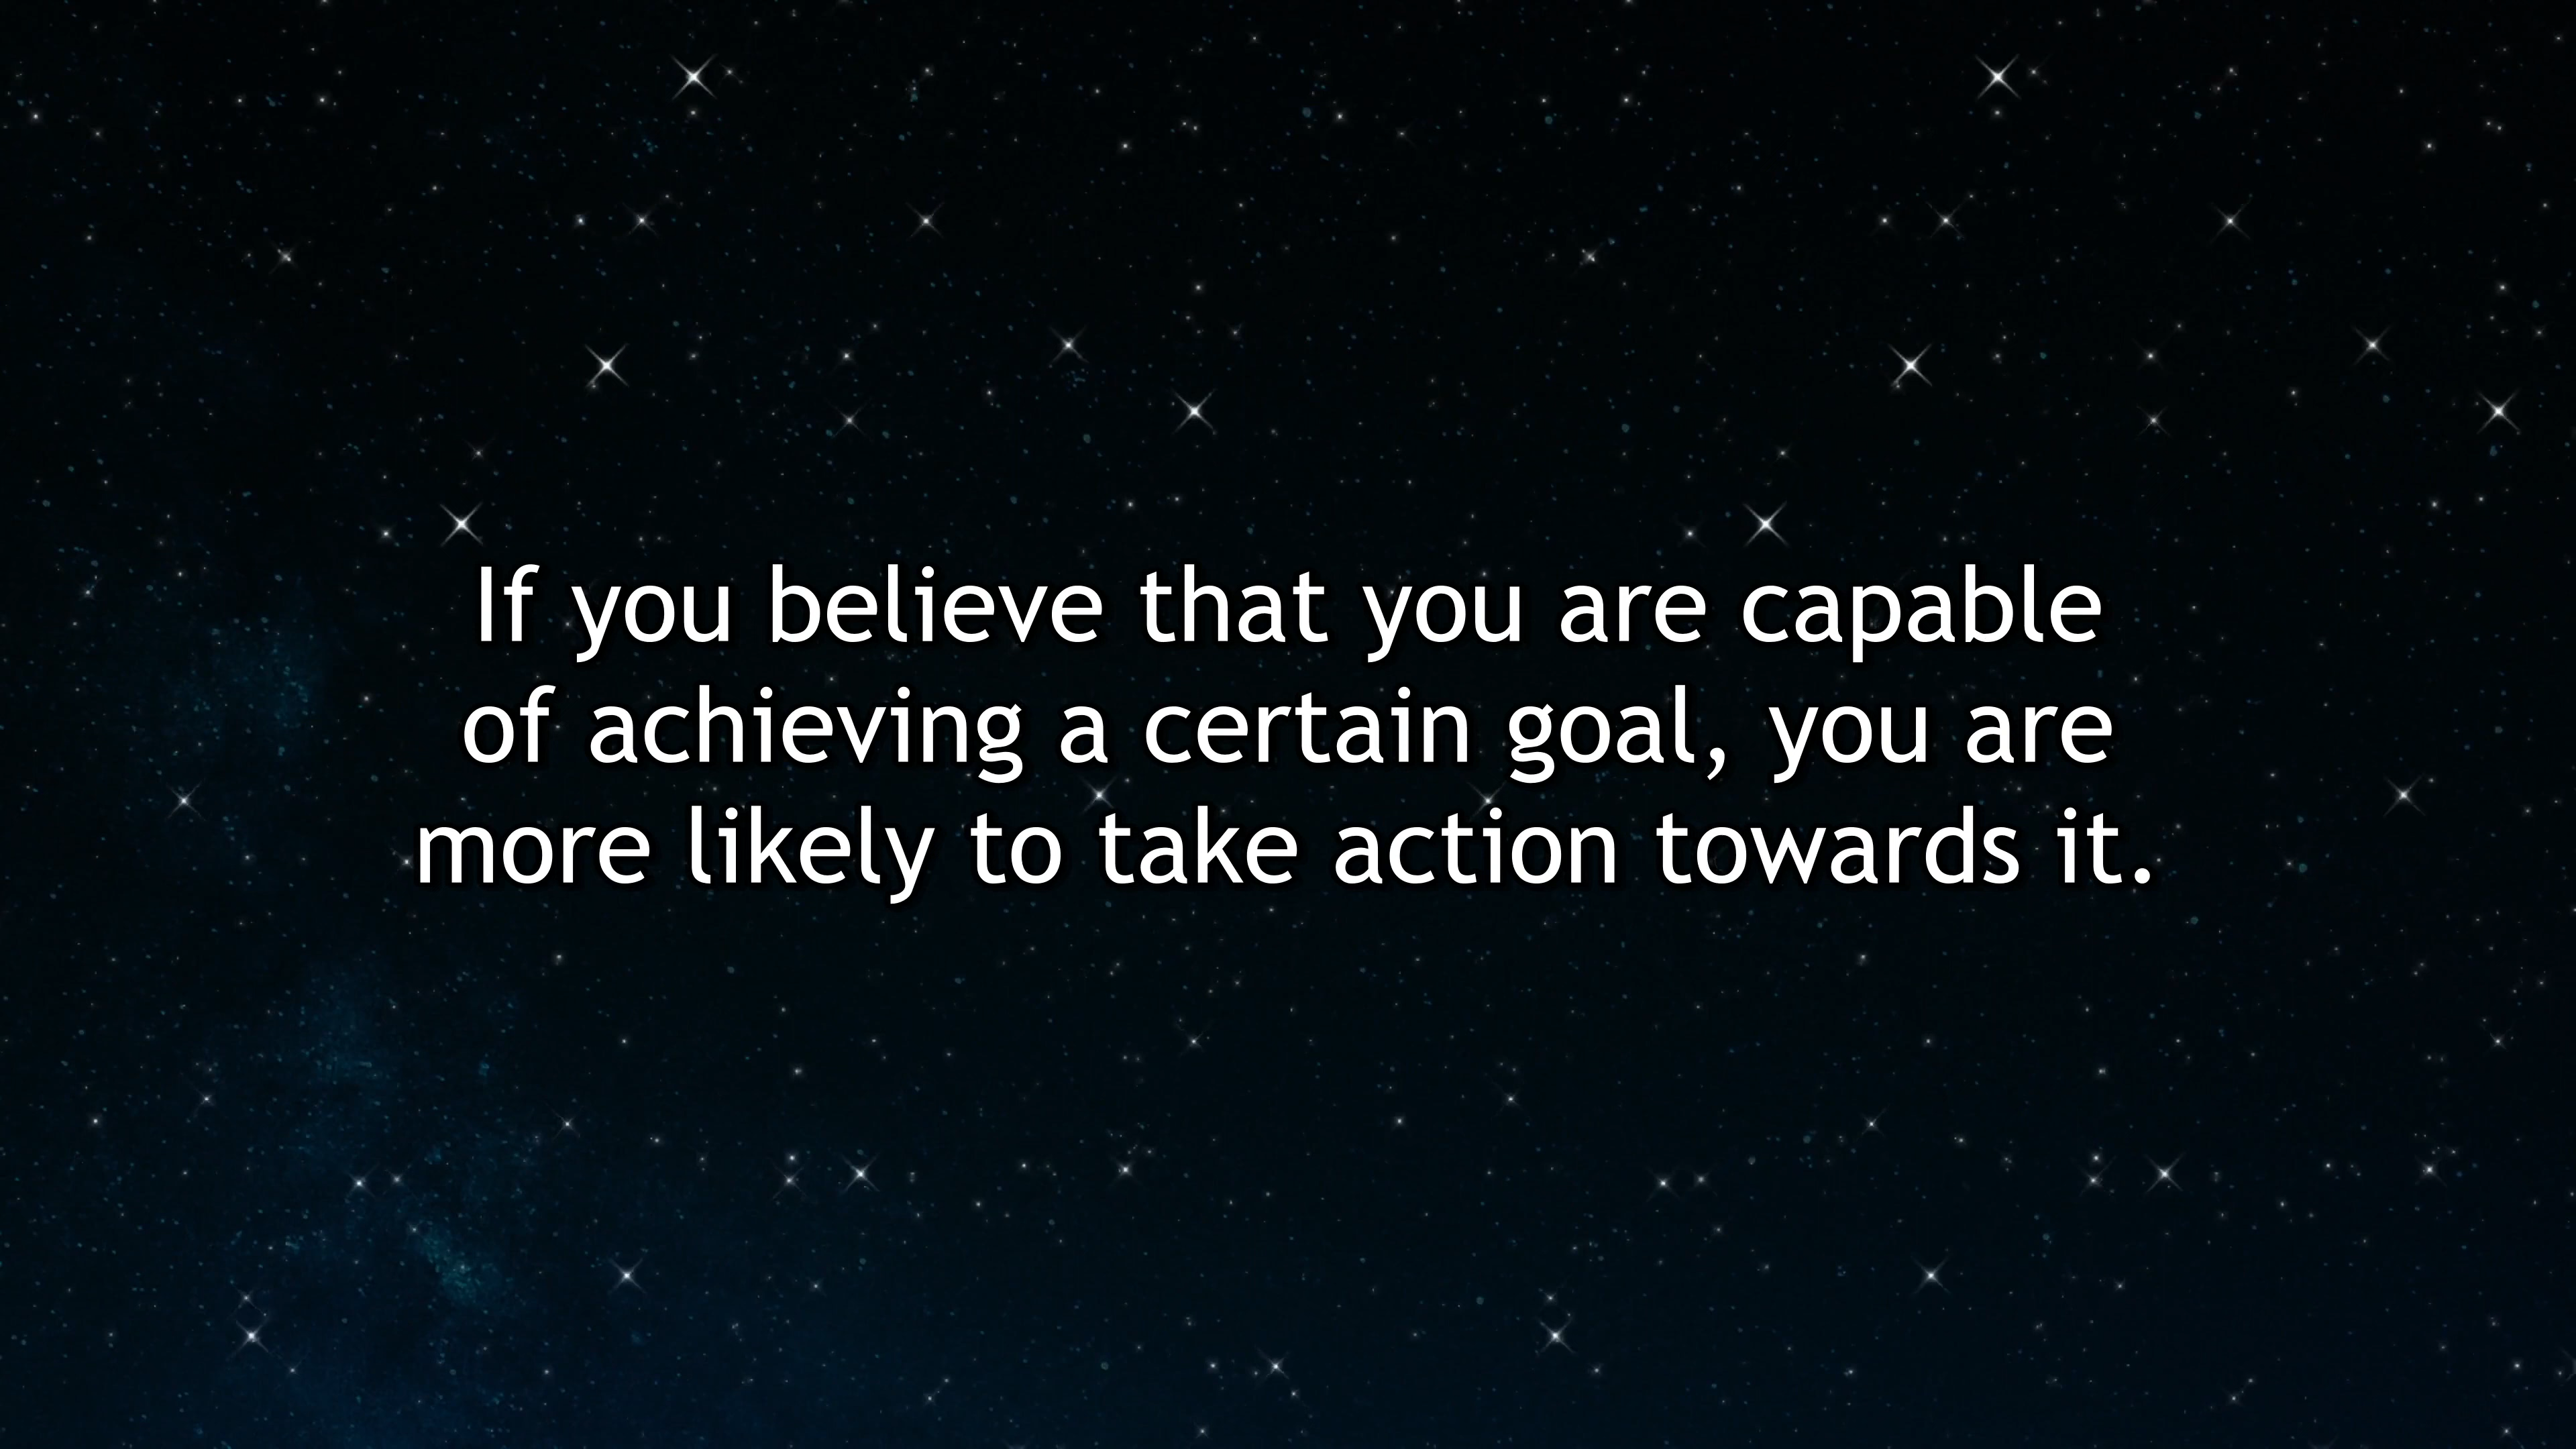 If you believe that you are capable
of achieving a certain goal, you are
more likely to take action towards it.